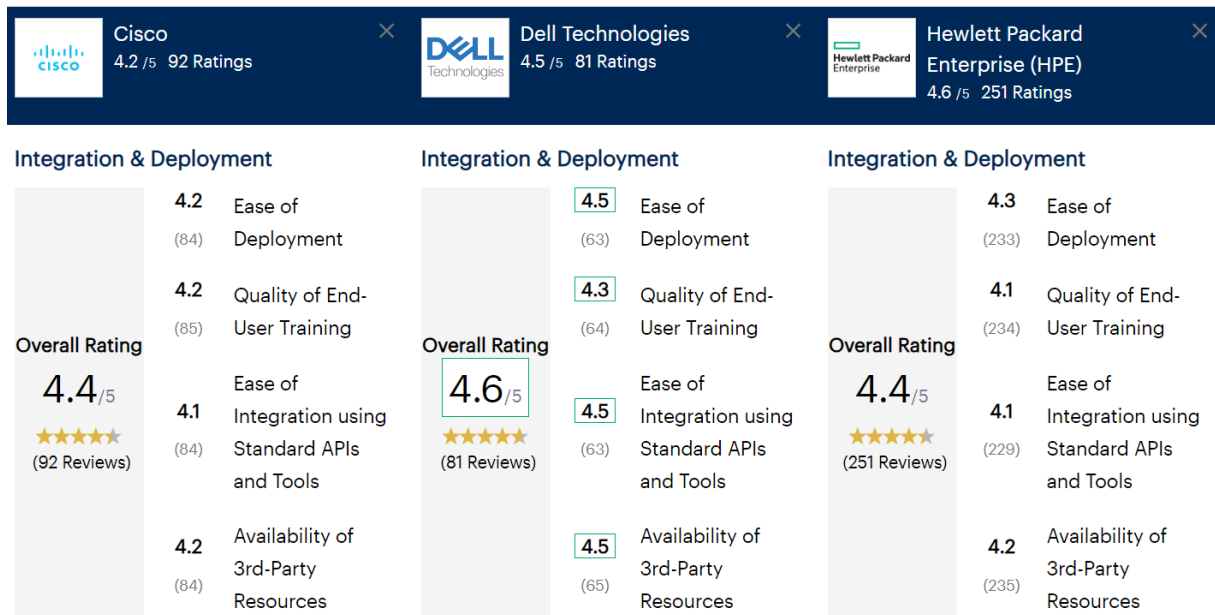 CISCO
Cisco
4.2 /5 92 Ratings
DELL
Technologies
Dell Technologies
4.5 /5 81 Ratings
Hewlett Packard
Enterprise
Hewlett Packard
Enterprise (HPE)
4.6 /5 251 Ratings
Integration & Deployment
Overall Rating
4.4/5
(92 Reviews)
4.2 Ease of
(84) Deployment
4.2 Quality of End-
(85) User Training
Ease of
4.1 Integration using
(84) Standard APIs
and Tools
4.2 Availability of
3rd-Party
(84) Resources
Integration & Deployment
Overall Rating
4.6/5
(81 Reviews)
4.5 Ease of
(63) Deployment
4.3 Quality of End-
(64) User Training
Ease of
4.5 Integration using
(63) Standard APIs
and Tools
4.5 Availability of
3rd-Party
(65) Resources
Integration & Deployment
Overall Rating
4.4/5
(251 Reviews)
4.3 Ease of
(233) Deployment
4.1 Quality of End-
(234) User Training
Ease of
4.1 Integration using
(229) Standard APIs
and Tools
4.2 Availability of
3rd-Party
(235) Resources